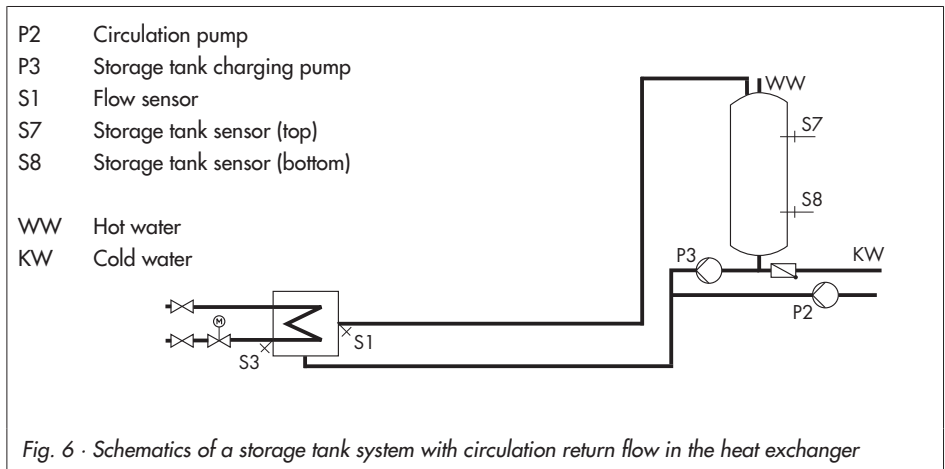 P2 Circulation pump
P3 Storage tank charging pump
S1 Flow sensor
S7 Storage tank sensor (top)
S8 Storage tank sensor (bottom)
WW Hot water
KW Cold water
WW
S7
S8
P3
KW
P2
M
S1
S3
Fig. 6 · Schematics of a storage tank system with circulation return flow in the heat exchanger